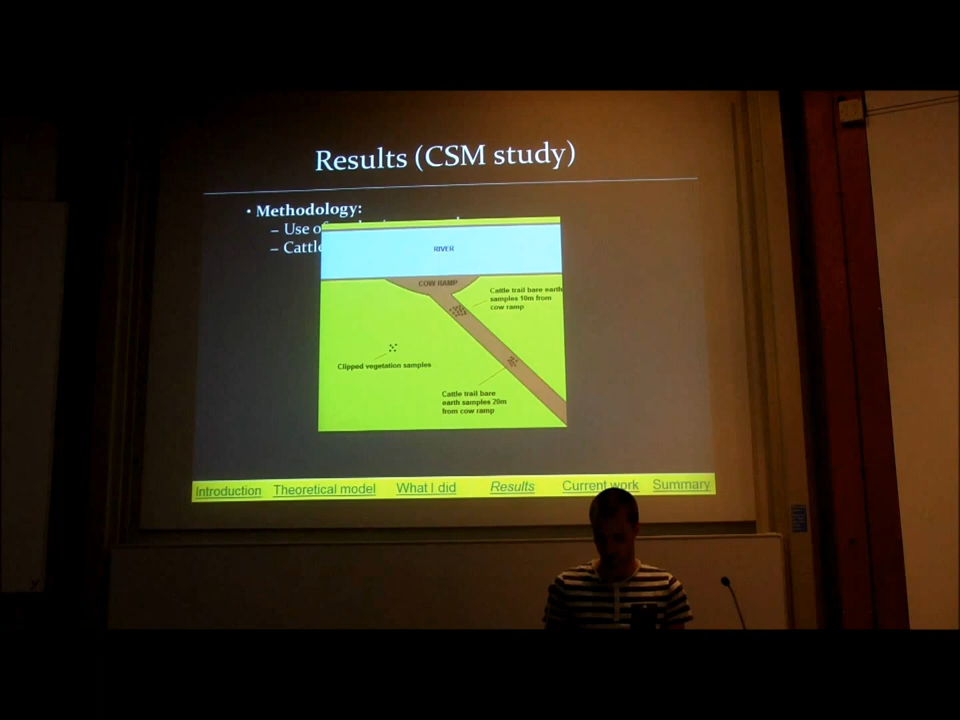 Results (CSM study)
• Methodology:
– Use of
– Cattle
RIVER
COW RAMP
Cattle trail bare earth
samples 10m from
cow ramp
Clipped vegetation samples
Cattle trail bare
earth samples 20m
from cow ramp
Introduction Theoretical model What I did Results Current work Summary